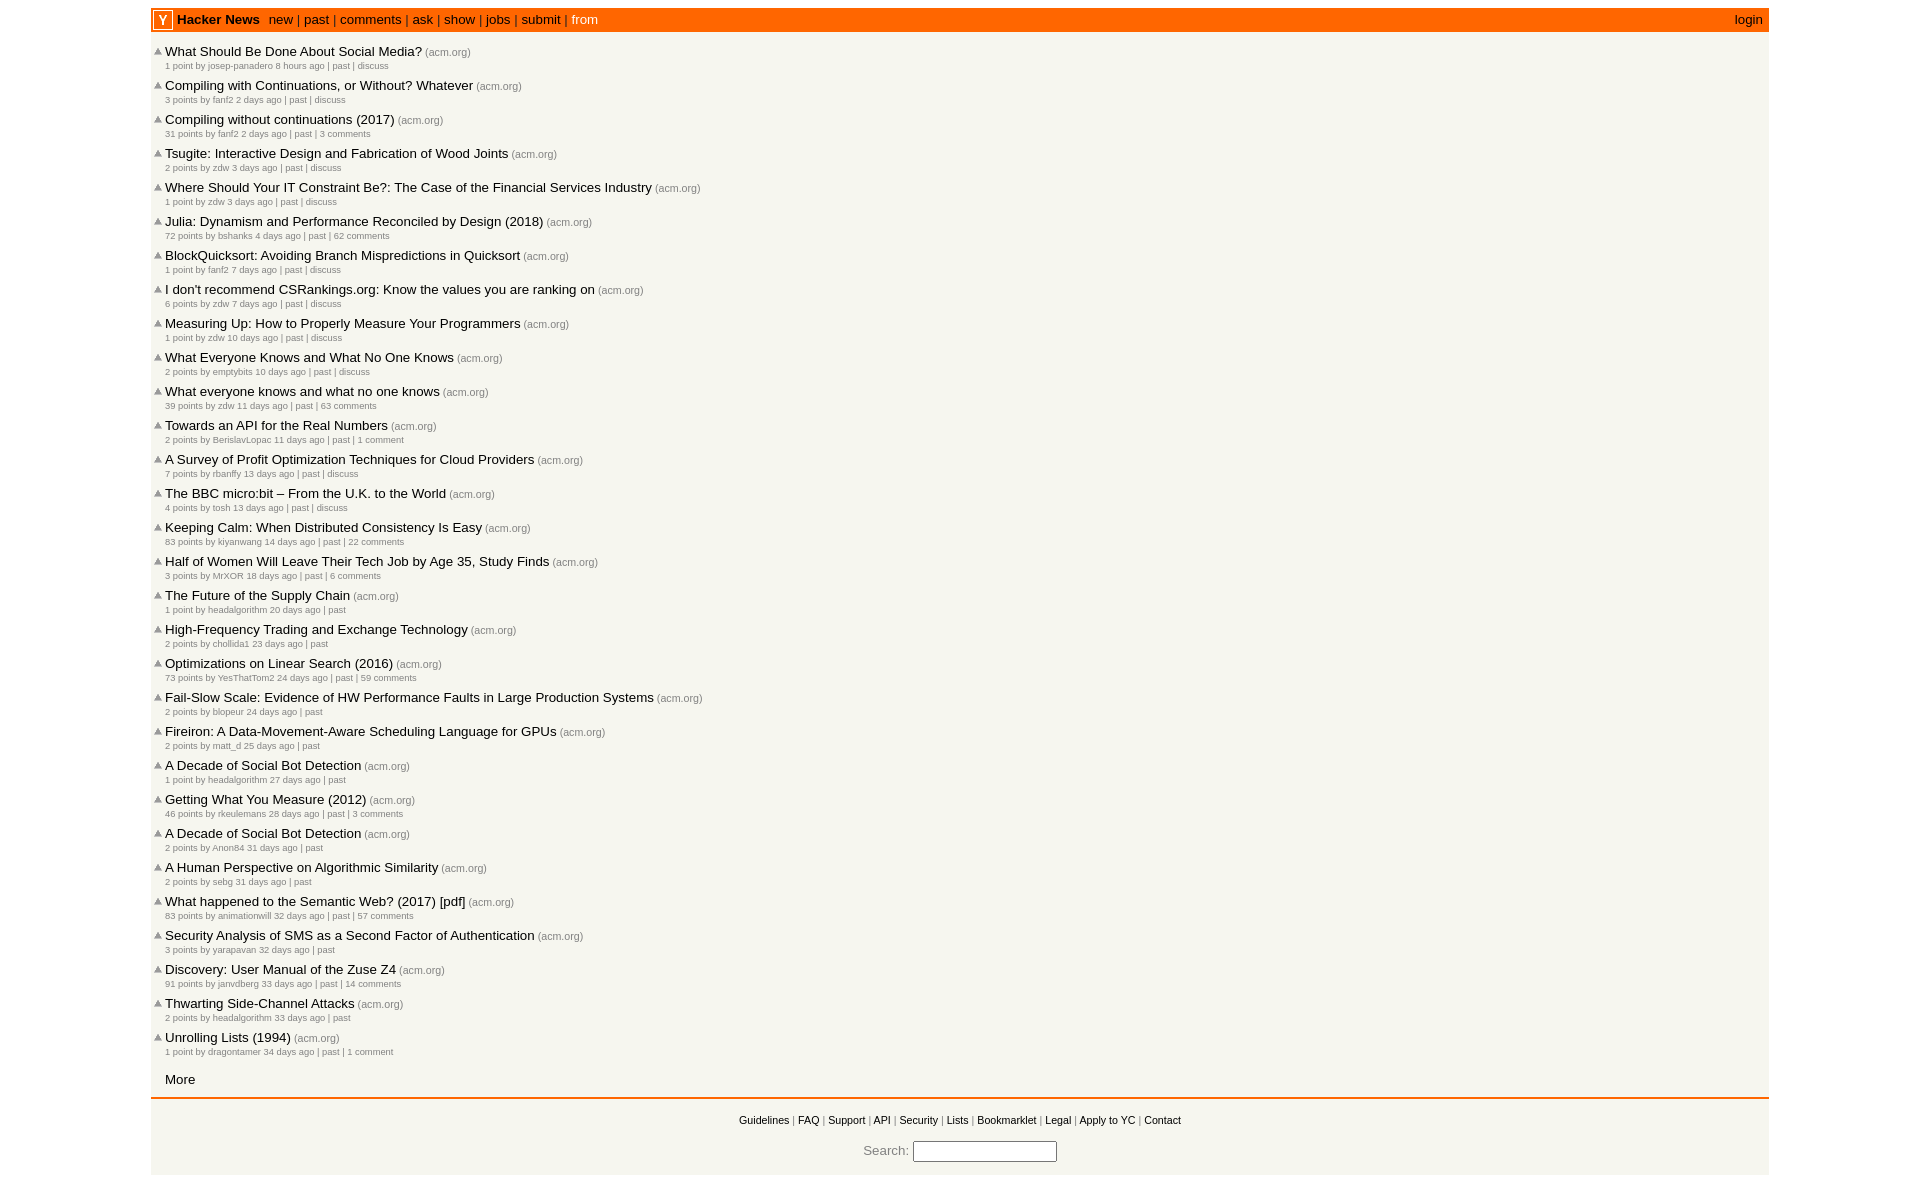 Y Hacker News new | past | comments | ask | show | jobs | submit | from login
What Should Be Done About Social Media? (acm.org)
1 point by josep-panadero 8 hours ago | past | discuss
Compiling with Continuations, or Without? Whatever (acm.org)
3 points by fanf2 2 days ago | past | discuss
Compiling without continuations (2017) (acm.org)
31 points by fanf2 2 days ago | past | 3 comments
Tsugite: Interactive Design and Fabrication of Wood Joints (acm.org)
2 points by zdw 3 days ago | past | discuss
Where Should Your IT Constraint Be?: The Case of the Financial Services Industry (acm.org)
1 point by zdw 3 days ago | past | discuss
Julia: Dynamism and Performance Reconciled by Design (2018) (acm.org)
72 points by bshanks 4 days ago | past | 62 comments
BlockQuicksort: Avoiding Branch Mispredictions in Quicksort (acm.org)
1 point by fanf2 7 days ago | past | discuss
I don't recommend CSRankings.org: Know the values you are ranking on (acm.org)
6 points by zdw 7 days ago | past | discuss
Measuring Up: How to Properly Measure Your Programmers (acm.org)
1 point by zdw 10 days ago | past | discuss
What Everyone Knows and What No One Knows (acm.org)
2 points by emptybits 10 days ago | past | discuss
What everyone knows and what no one knows (acm.org)
39 points by zdw 11 days ago | past | 63 comments
Towards an API for the Real Numbers (acm.org)
2 points by BerislavLopac 11 days ago | past | 1 comment
A Survey of Profit Optimization Techniques for Cloud Providers (acm.org)
7 points by rbanffy 13 days ago | past | discuss
The BBC micro:bit – From the U.K. to the World (acm.org)
4 points by tosh 13 days ago | past | discuss
Keeping Calm: When Distributed Consistency Is Easy (acm.org)
83 points by kiyanwang 14 days ago | past | 22 comments
Half of Women Will Leave Their Tech Job by Age 35, Study Finds (acm.org)
3 points by MrXOR 18 days ago | past | 6 comments
The Future of the Supply Chain (acm.org)
1 point by headalgorithm 20 days ago | past
High-Frequency Trading and Exchange Technology (acm.org)
2 points by chollida1 23 days ago | past
Optimizations on Linear Search (2016) (acm.org)
73 points by YesThatTom2 24 days ago | past | 59 comments
Fail-Slow Scale: Evidence of HW Performance Faults in Large Production Systems (acm.org)
2 points by blopeur 24 days ago | past
Fireiron: A Data-Movement-Aware Scheduling Language for GPUs (acm.org)
2 points by matt_d 25 days ago | past
A Decade of Social Bot Detection (acm.org)
1 point by headalgorithm 27 days ago | past
Getting What You Measure (2012) (acm.org)
46 points by rkeulemans 28 days ago | past | 3 comments
A Decade of Social Bot Detection (acm.org)
2 points by Anon84 31 days ago | past
A Human Perspective on Algorithmic Similarity (acm.org)
2 points by sebg 31 days ago | past
What happened to the Semantic Web? (2017) [pdf] (acm.org)
83 points by animationwill 32 days ago | past | 57 comments
Security Analysis of SMS as a Second Factor of Authentication (acm.org)
3 points by yarapavan 32 days ago | past
Discovery: User Manual of the Zuse Z4 (acm.org)
91 points by janvdberg 33 days ago | past | 14 comments
Thwarting Side-Channel Attacks (acm.org)
2 points by headalgorithm 33 days ago | past
Unrolling Lists (1994) (acm.org)
1 point by dragontamer 34 days ago | past | 1 comment
More
Guidelines | FAQ | Support | API | Security | Lists | Bookmarklet | Legal | Apply to YC | Contact
Search: